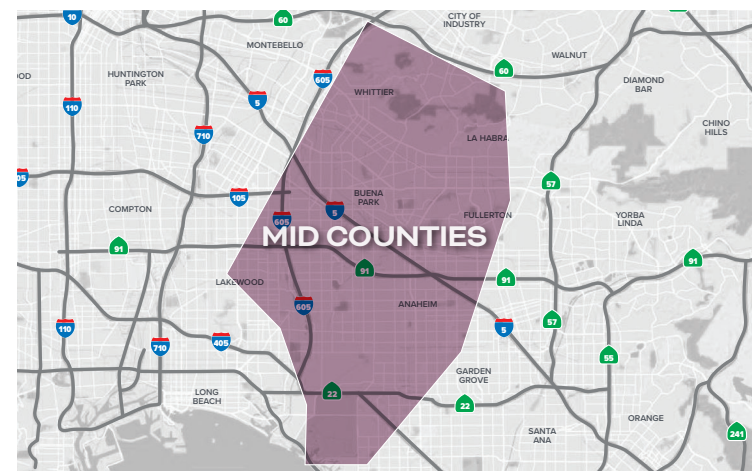 10
60
CITY OF
INDUSTRY
MONTEBELLO
WALNUT
60
HUNTINGTON
PARK
605
OOD
DIAMOND
BAR
WHITTIER
5
110
CHINO
HILLS
710
LA HABRA
05
57
105
BUENA
PARK
5
COMPTON
605
FULLERTON
YORBA
LINDA
MID COUNTIES
91
91
91
91
LAKEWOOD
605
ANAHEIM
110
57
5
405
710
55
GARDEN
GROVE
LONG
BEACH
22
22
ORANGE
SANTA
ANA
241